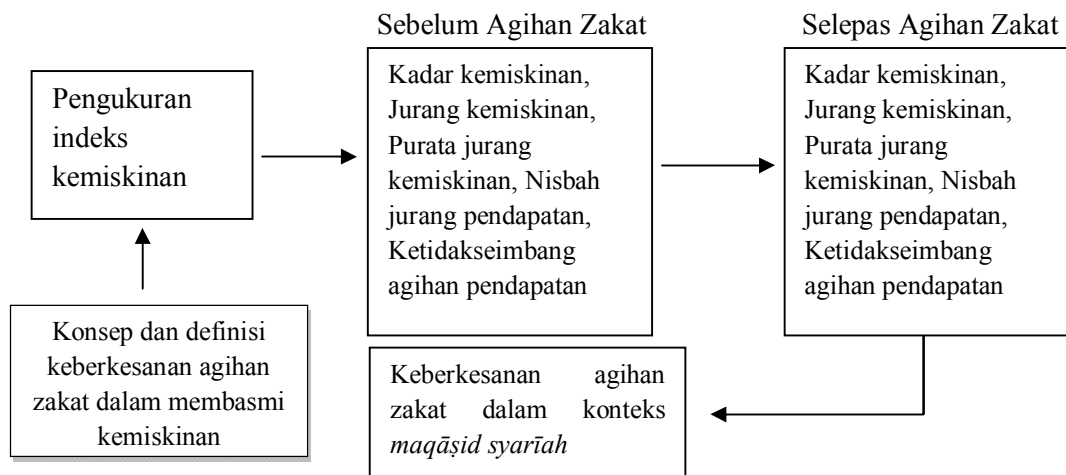 Sebelum Agihan Zakat
Selepas Agihan Zakat
Pengukuran
indeks
kemiskinan
Kadar kemiskinan,
Jurang kemiskinan,
Purata jurang
kemiskinan, Nisbah
jurang pendapatan,
Ketidakseimbang
agihan pendapatan
Kadar kemiskinan,
Jurang kemiskinan,
Purata jurang
kemiskinan, Nisbah
jurang pendapatan,
Ketidakseimbang
agihan pendapatan
Konsep dan definisi
keberkesanan agihan
zakat dalam membasmi
kemiskinan
Keberkesanan agihan
zakat dalam konteks
maqāṣid syarīah